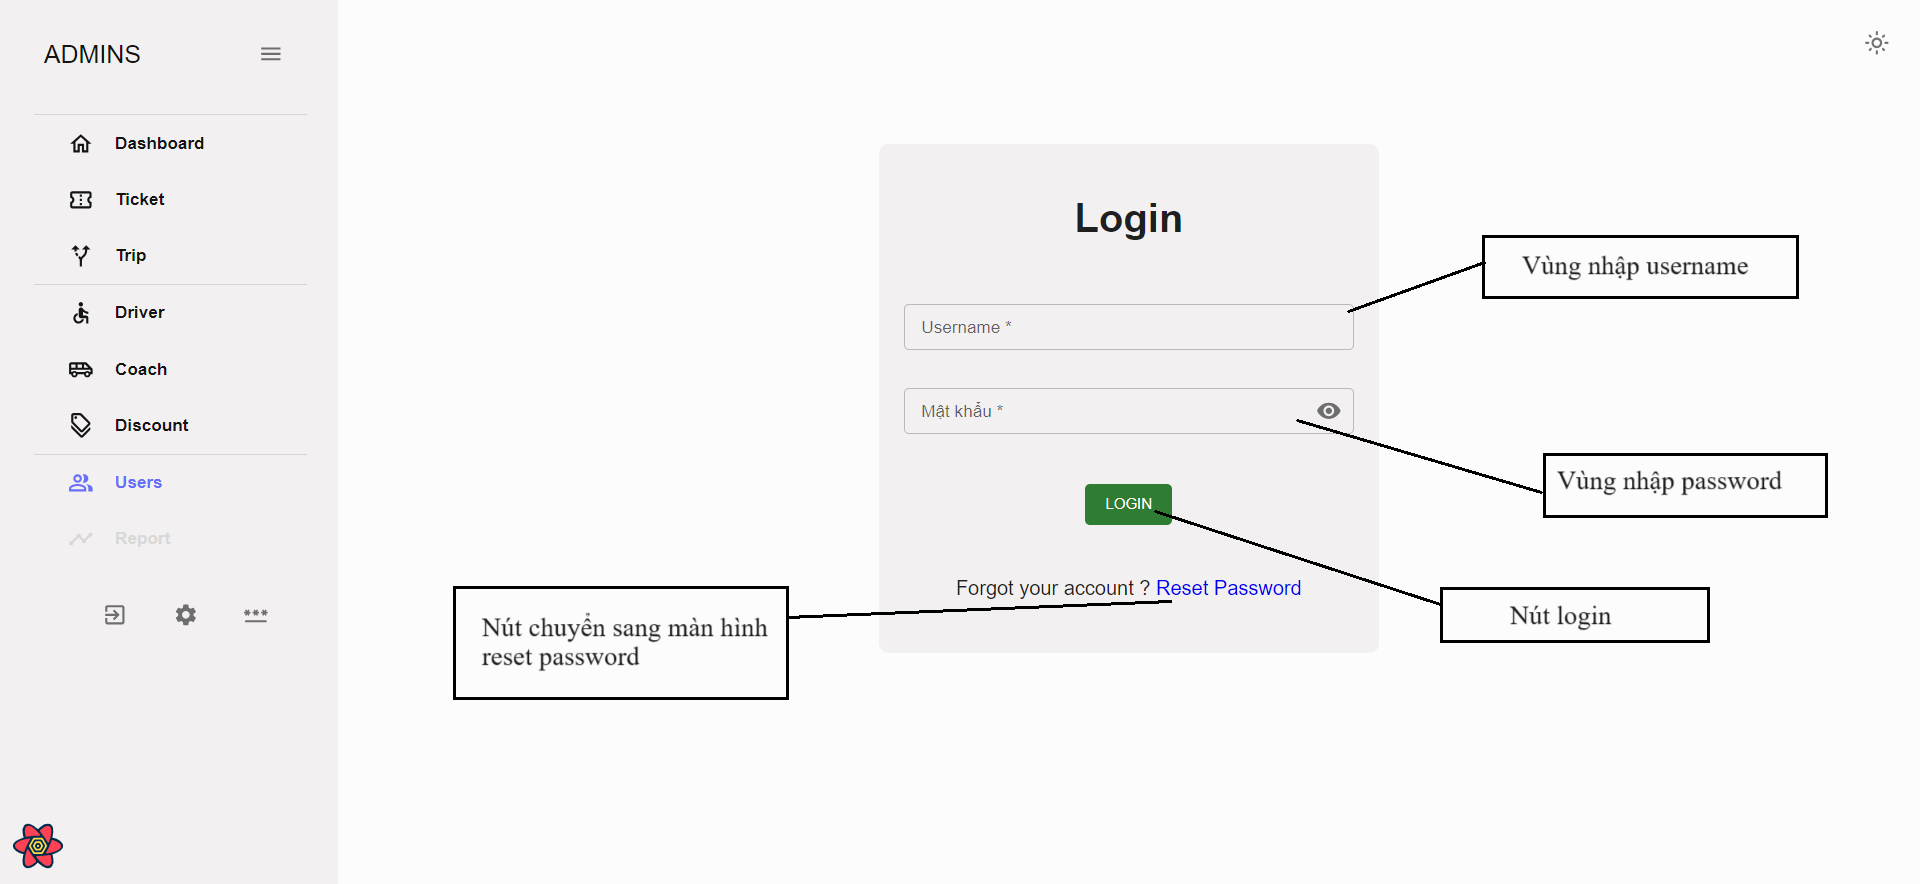 ADMINS
Dashboard
Ticket
Trip
Driver
Coach
Discount
Users
Report
Login
Username *
Mật khẩu *
LOGIN
Forgot your account ? Reset Password
Vùng nhập username
Vùng nhập password
Nút login
Nút chuyển sang màn hình
reset password